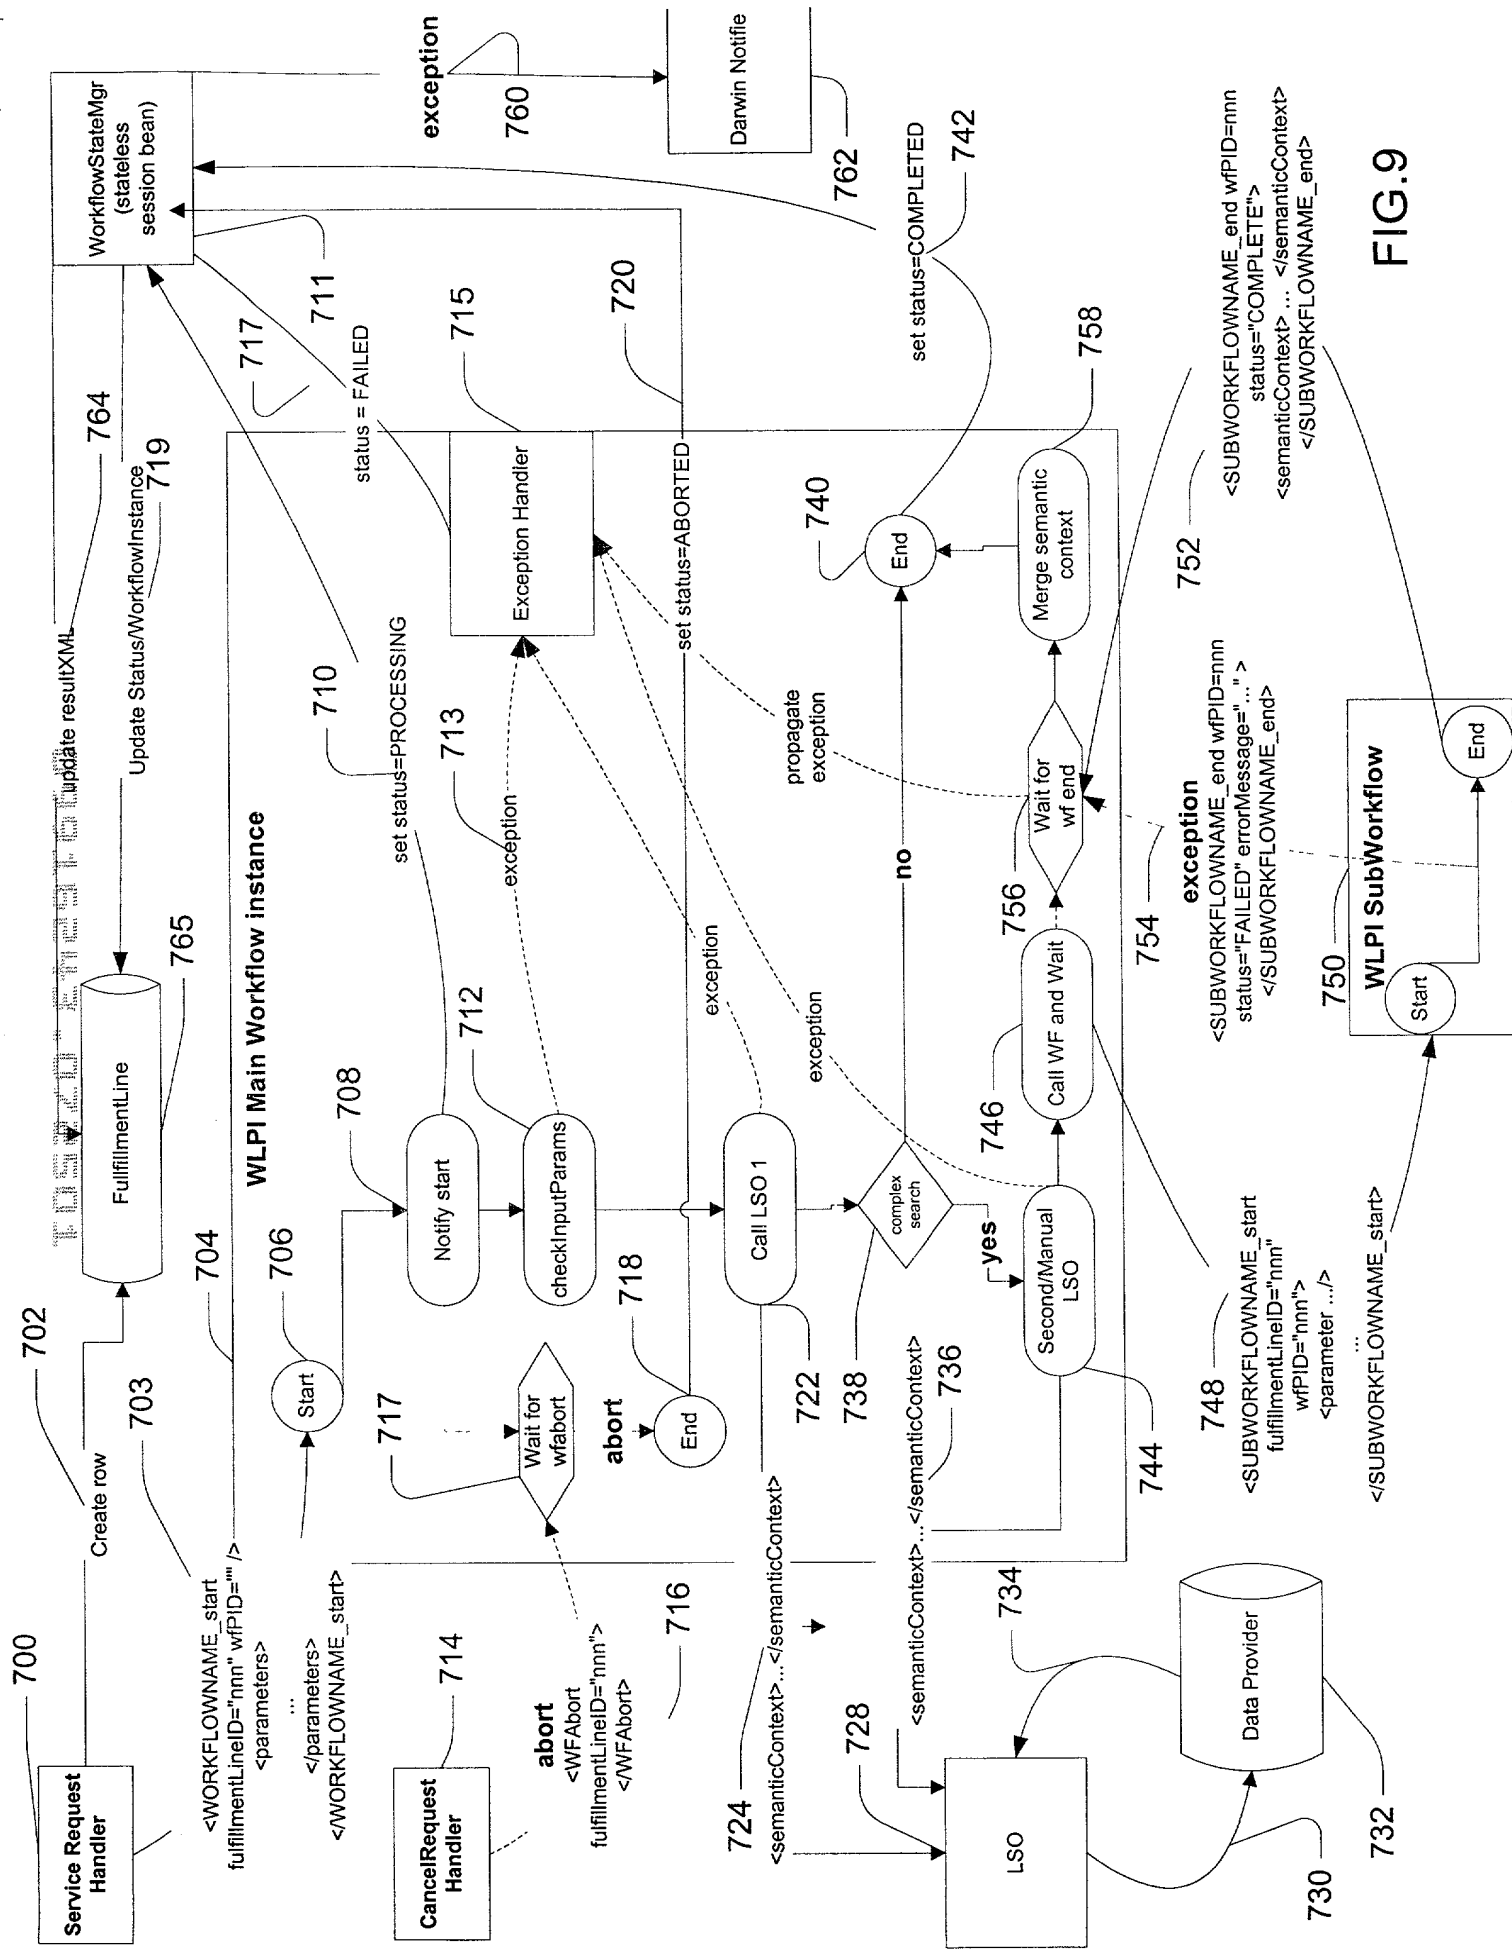 700
Service Request
Handler
702
Create row
FullfillmentLine
765
update resultXML
764
Update Status/WorkflowInstance
719
WorkflowStateMgr
(stateless
session bean)
703
<WORKFLOWNAME_start
fulfillmentLineID="nnn" wfPID="" />
<parameters>
...
</parameters>
</WORKFLOWNAME_start>
704
WLPI Main Workflow instance
706
Start
708
Notify start
710
set status=PROCESSING
717
711
status = FAILED
712
checkInputParams
713
exception
715
Exception Handler
exception
760
Darwin Notifie
762
714
CancelRequest
Handler
abort
<WFAbort
fulfillmentLineID="nnn">
</WFAbort>
716
717
Wait for
wfabort
abort
718
End
set status=ABORTED
720
722
Call LSO 1
exception
724
<semanticContext>...</semanticContext>
738
complex
search
no
yes
740
End
set status=COMPLETED
742
propagate
exception
exception
728
LSO
<semanticContext>...</semanticContext>
736
Second/Manual
LSO
744
746
Call WF and Wait
756
Wait for
wf end
Merge semantic
context
758
734
Data Provider
730
732
748
<SUBWORKFLOWNAME_start
fulfillmentLineID="nnn"
wfPID="nnn">
<parameter .../>
...
</SUBWORKFLOWNAME_start>
754
exception
<SUBWORKFLOWNAME_end wfPID=nnn
status="FAILED" errorMessage="..." >
</SUBWORKFLOWNAME_end>
752
<SUBWORKFLOWNAME_end wfPID=nnn
status="COMPLETE">
<semanticContext> ... </semanticContext>
</SUBWORKFLOWNAME_end>
750
WLPI SubWorkflow
Start
End
FIG.9